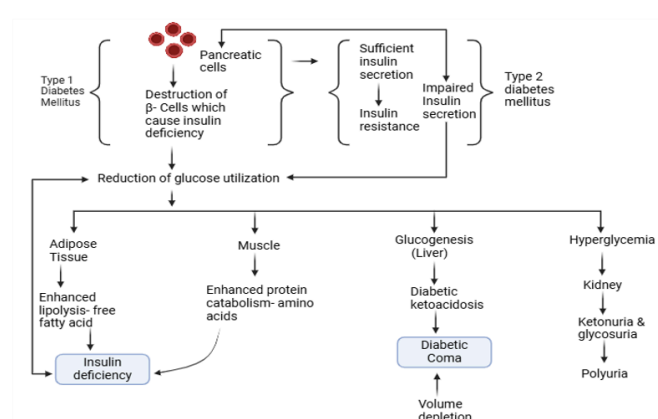 Pancreatic
cells
Type 1
Diabetes
Mellitus
Destruction of
β- Cells which
cause insulin
deficiency
Sufficient
insulin
secretion
Insulin
resistance
Impaired
Insulin
secretion
Type 2
diabetes
mellitus
Reduction of glucose utilization
Adipose
Tissue
Enhanced
lipolysis- free
fatty acid
Insulin
deficiency
Muscle
Enhanced protein
catabolism- amino
acids
Glucogenesis
(Liver)
Diabetic
ketoacidosis
Diabetic
Coma
Volume
depletion
Hyperglycemia
Kidney
Ketonuria &
glycosuria
Polyuria